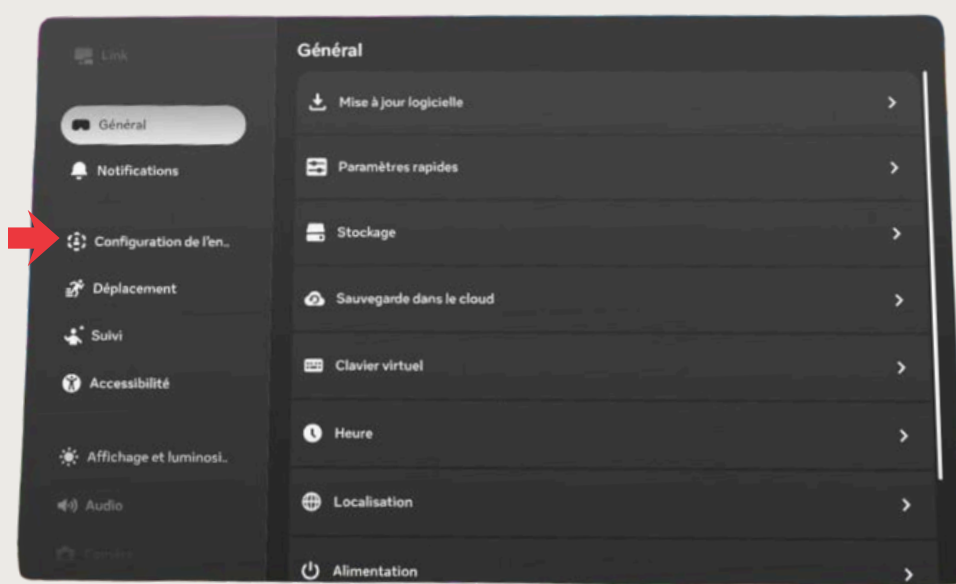 Link
Général
Notifications
Configuration de l'en..
Déplacement
Suivi
Accessibilité
Affichage et luminosi..
Audio
Général
Mise à jour logicielle
Paramètres rapides
Stockage
Sauvegarde dans le cloud
Clavier virtuel
Heure
Localisation
Alimentation